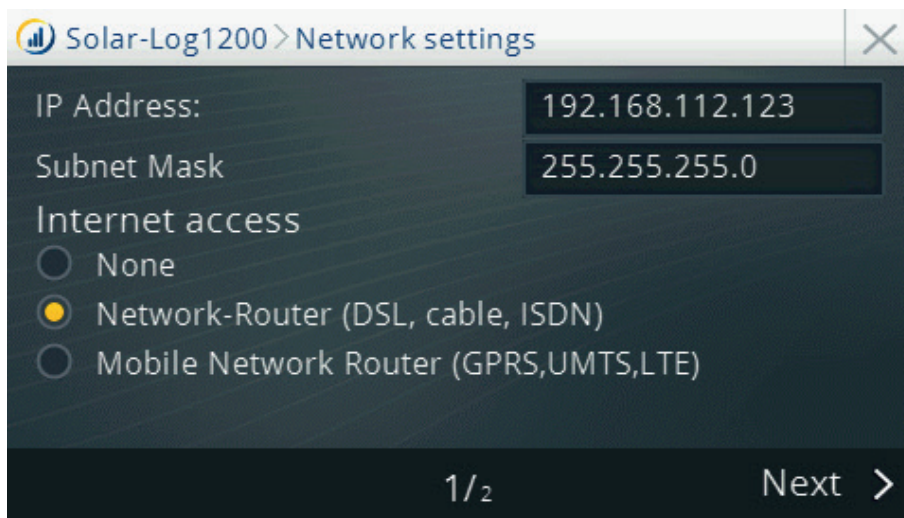 Solar-Log1200 > Network settings
IP Address: 192.168.112.123
Subnet Mask 255.255.255.0
Internet access
None
Network-Router (DSL, cable, ISDN)
Mobile Network Router (GPRS,UMTS,LTE)
1/2 Next >